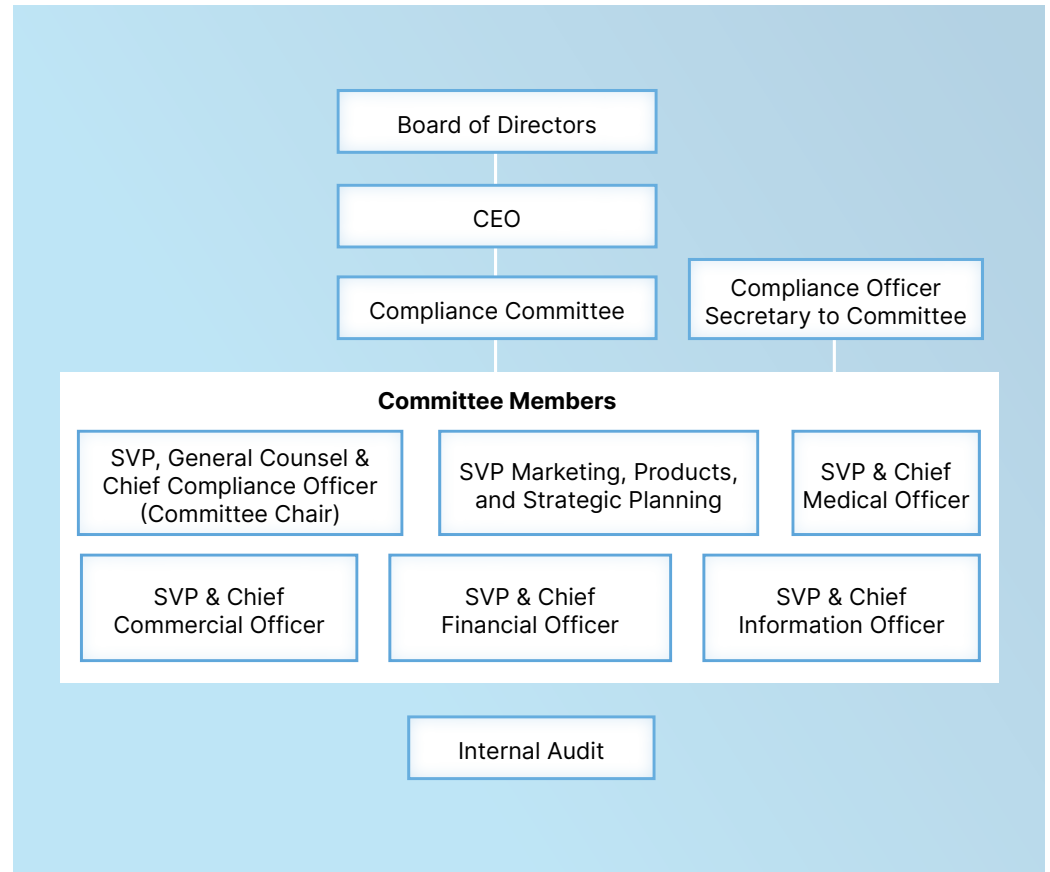 Board of Directors
CEO
Compliance Committee
Compliance Officer
Secretary to Committee
Committee Members
SVP, General Counsel &
Chief Compliance Officer
(Committee Chair)
SVP Marketing, Products,
and Strategic Planning
SVP & Chief
Medical Officer
SVP & Chief
Commercial Officer
SVP & Chief
Financial Officer
SVP & Chief
Information Officer
Internal Audit